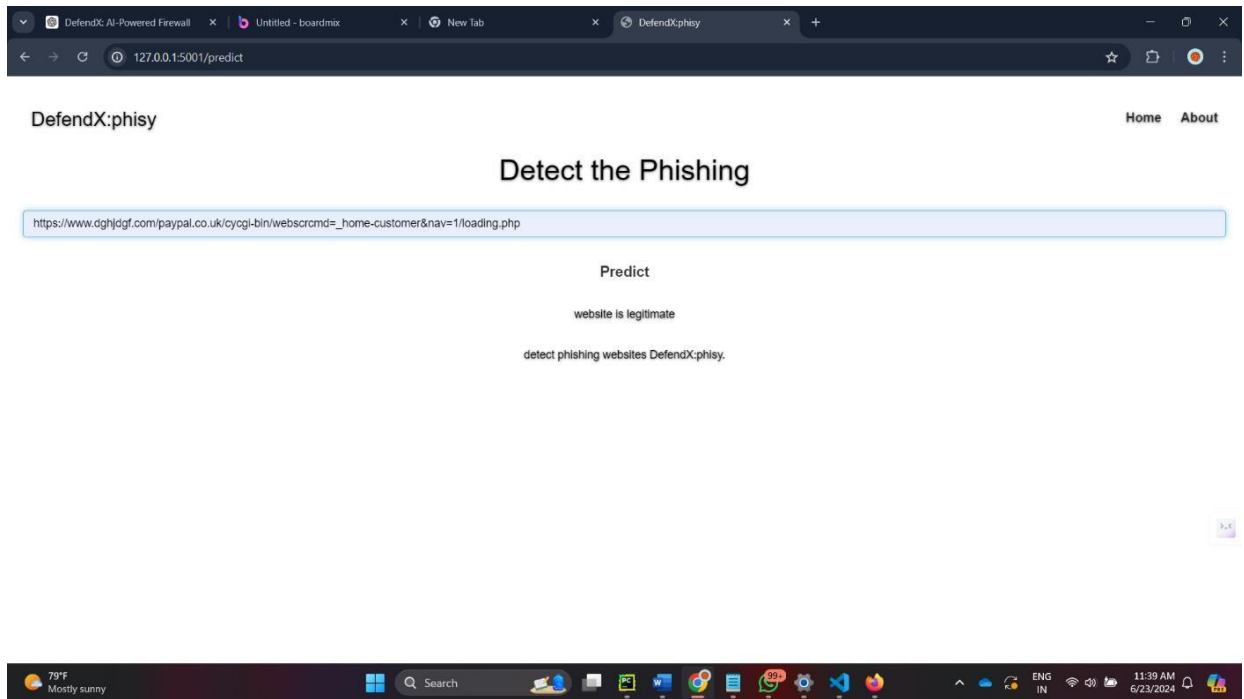 DefendX: AI-Powered Firewall
Untitled - boardmix
New Tab
DefendX:phisy
127.0.0.1:5001/predict
DefendX:phisy
Home About
Detect the Phishing
https://www.dghjdgf.com/paypal.co.uk/cycgi-bin/webscrcmd=_home-customer&nav=1/loading.php
Predict
website is legitimate
detect phishing websites DefendX:phisy.
79°F
Mostly sunny
Search
99+
ENG
IN
11:39 AM
6/23/2024